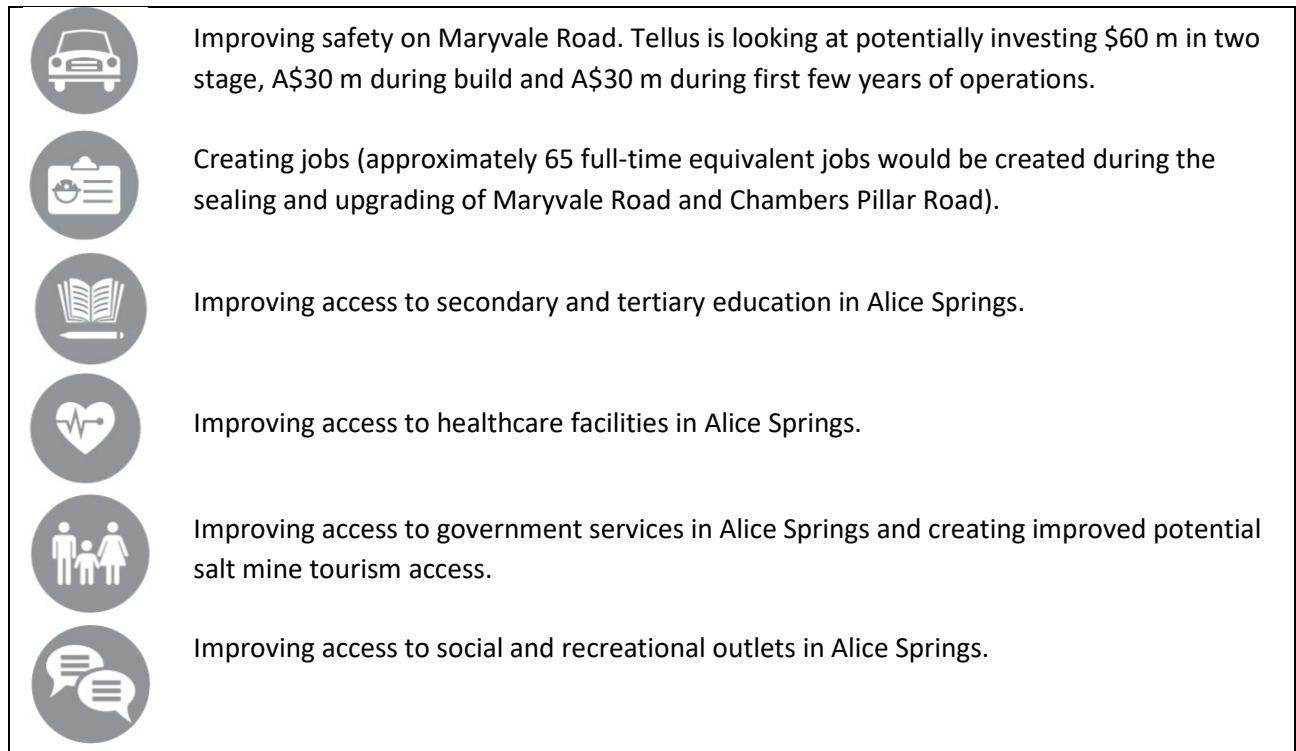 Improving safety on Maryvale Road. Tellus is looking at potentially investing $60 m in two
stage, A$30 m during build and A$30 m during first few years of operations.
Creating jobs (approximately 65 full-time equivalent jobs would be created during the
sealing and upgrading of Maryvale Road and Chambers Pillar Road).
Improving access to secondary and tertiary education in Alice Springs.
Improving access to healthcare facilities in Alice Springs.
Improving access to government services in Alice Springs and creating improved potential
salt mine tourism access.
Improving access to social and recreational outlets in Alice Springs.